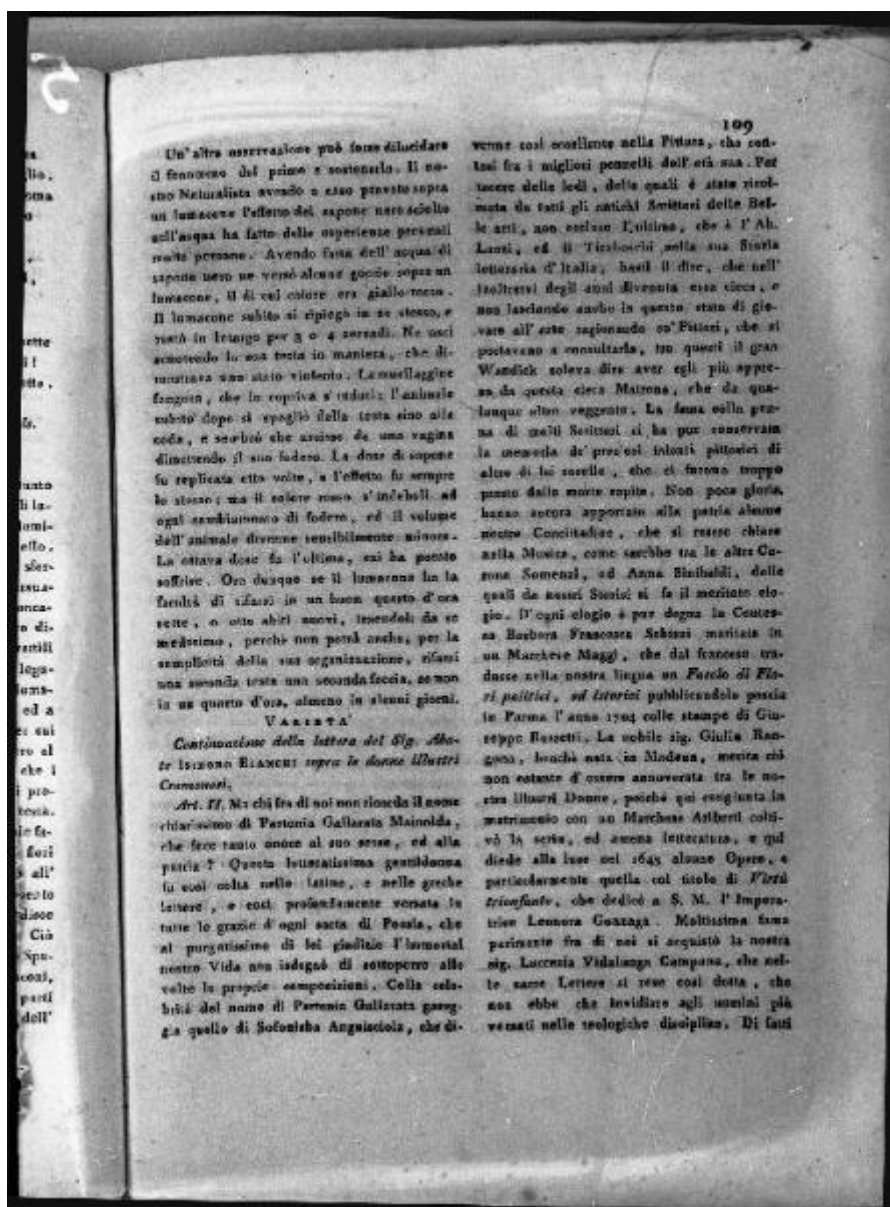 109
Un' altra osservazione può forse dilucidare
il fenomeno del primo e sostenerlo. Il no-
stro Naturalista avendo a caso provato sopra
un lumacone l'effetto del sapone nero sciolto
nell'acqua ha fatto delle esperienze presenti
molte persone. Avendo fatta dell' acqua di
sapone nero ne versò alcune goccie sopra un
lumacone, il di cui colore era giallo-rosso.
Il lumacone subito si ripiegò in se stesso, e
restò in letargo per 3 o 4 secondi. Ne uscì
scuotendo la sua testa in maniera, che di-
mostrava uno stato violento. La mucilaggine
fangosa, che lo copriva s'indurì: l'animale
subito dopo si spogliò dalla testa sino alla
coda, e sembrò che uscisse da una vagina
dimettendo il suo fodero. La dose di sapone
fu replicata otto volte, e l'effetto fu sempre
lo stesso; ma il colore rosso s'indebolì ad
ogni cambiamento di fodero, ed il volume
dell' animale divenne sensibilmente minore.
La ottava dose fu l'ultima, cui ha potuto
soffrire. Ora dunque se il lumacone ha la
facoltà di rifarsi in un buon quarto d'ora
sette, o otto abiti nuovi, tessendoli da se
medesimo, perchè non potrà anche, per la
semplicità della sua organizzazione, rifarsi
una seconda testa una seconda faccia, se non
in un quarto d'ora, almeno in alcuni giorni.
VARIETA'
Continuazione della lettera del Sig. Aba-
te ISIDORO BIANCHI sopra le donne illustri
Cremonesi.
Art. II. Ma chi fra di noi non ricorda il nome
chiarissimo di Partenia Gallarata Mainolda,
che fece tanto onore al suo sesso, ed alla
patria? Questa letteratissima gentildonna
fu così colta nelle latine, e nelle greche
lettere, e così profondamente versata in
tutte le grazie d' ogni sorta di Poesia, che
al purgatissimo di lei giudizio l'immortal
nostro Vida non isdegnò di sottoporre alle
volte le proprie composizioni. Colla cele-
brità del nome di Partenia Gallarata gareg-
gia quello di Sofonisba Anguisciola, che di-
venne così eccellente nella Pittura, che con-
tasi fra i migliori pennelli dell' età sua. Per
tacere delle lodi, delle quali è stata ricol-
mata da tutti gli antichi Scrittori delle Bel-
le arti, non escluso l'ultimo, che è l' Ab.
Lanzi, ed il Tiraboschi nella sua Storia
letteraria d' Italia, basti il dire, che nell'
inoltrarsi degli anni divenuta essa cieca, e
non lasciando anche in questo stato di gio-
vare all' arte ragionando co' Pittori, che si
portavano a consultarla, tra questi il gran
Wandick soleva dire aver egli più appre-
so da questa cieca Matrona, che da qua-
lunque altro veggente. La fama colla pen-
na di molti Scrittori ci ha pur conservata
la memoria de' preziosi talenti pittorici di
altre di lei sorelle, che ci furono troppo
presto dalla morte rapite. Non poca gloria
hanno ancora apportato alla patria alcune
nostre Concittadine, che si resero chiare
nella Musica, come sarebbe tra le altre Co-
rona Somenzi, ed Anna Sinibaldi, delle
quali da nostri Storici si fa il meritato elo-
gio. D'ogni elogio è pur degna la Contes-
sa Barbara Francesca Schizzi maritata in
un Marchese Maggi, che dal francese tra-
dusse nella nostra lingua un Fascio di Fio-
ri politici, ed istorici pubblicandolo poscia
in Parma l' anno 1704 colle stampe di Giu-
seppe Rossetti. La nobile sig. Giulia Ran-
gona, benchè nata in Modena, merita ciò
non ostante d' essere annoverata tra le no-
stre illustri Donne, poichè qui congiunta in
matrimonio con un Marchese Ariberti colti-
vò la seria, ed amena letteratura, e qui
diede alla luce nel 1643 alcune Opere, e
particolarmente quella col titolo di Virtù
trionfante, che dedicò a S. M. l' Impera-
trice Leonora Gonzaga. Moltissima fama
parimente fra di noi si acquistò la nostra
sig. Lucrezia Vidalenga Campana, che nel-
le sacre Lettere si rese così dotta, che
non ebbe che invidiare agli uomini più
versati nelle teologiche discipline. Di fatti